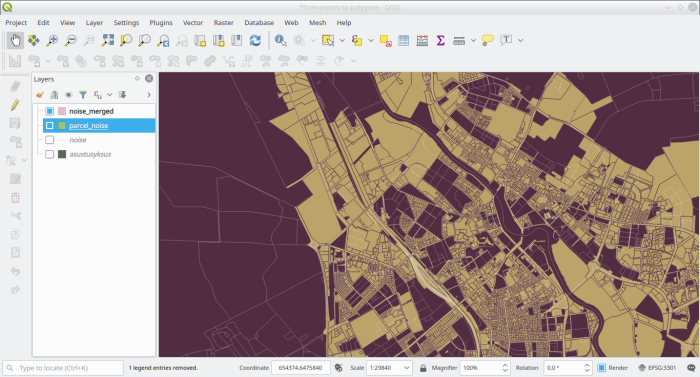 *from points to polygons — QGIS
Project Edit View Layer Settings Plugins Vector Raster Database Web Mesh Help
Layers
noise_merged
parcel_noise
noise
asustusyksus
Type to locate (Ctrl+K) 1 legend entries removed. Coordinate 654374,6475840 Scale 1:29840 Magnifier 100% Rotation 0,0 ° Render EPSG:3301